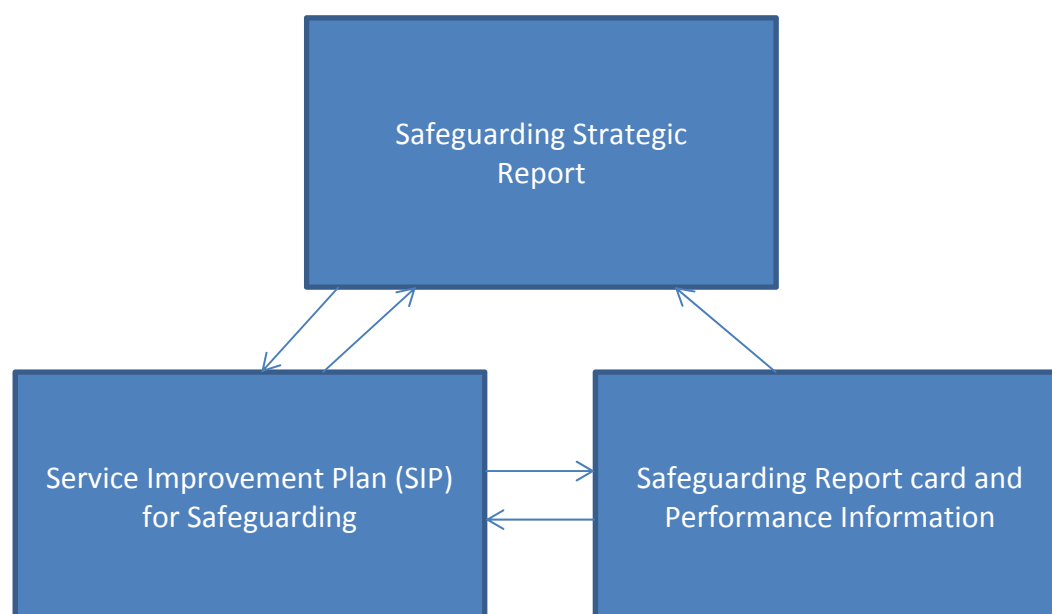 Safeguarding Strategic
Report
Service Improvement Plan (SIP)
for Safeguarding
Safeguarding Report card and
Performance Information